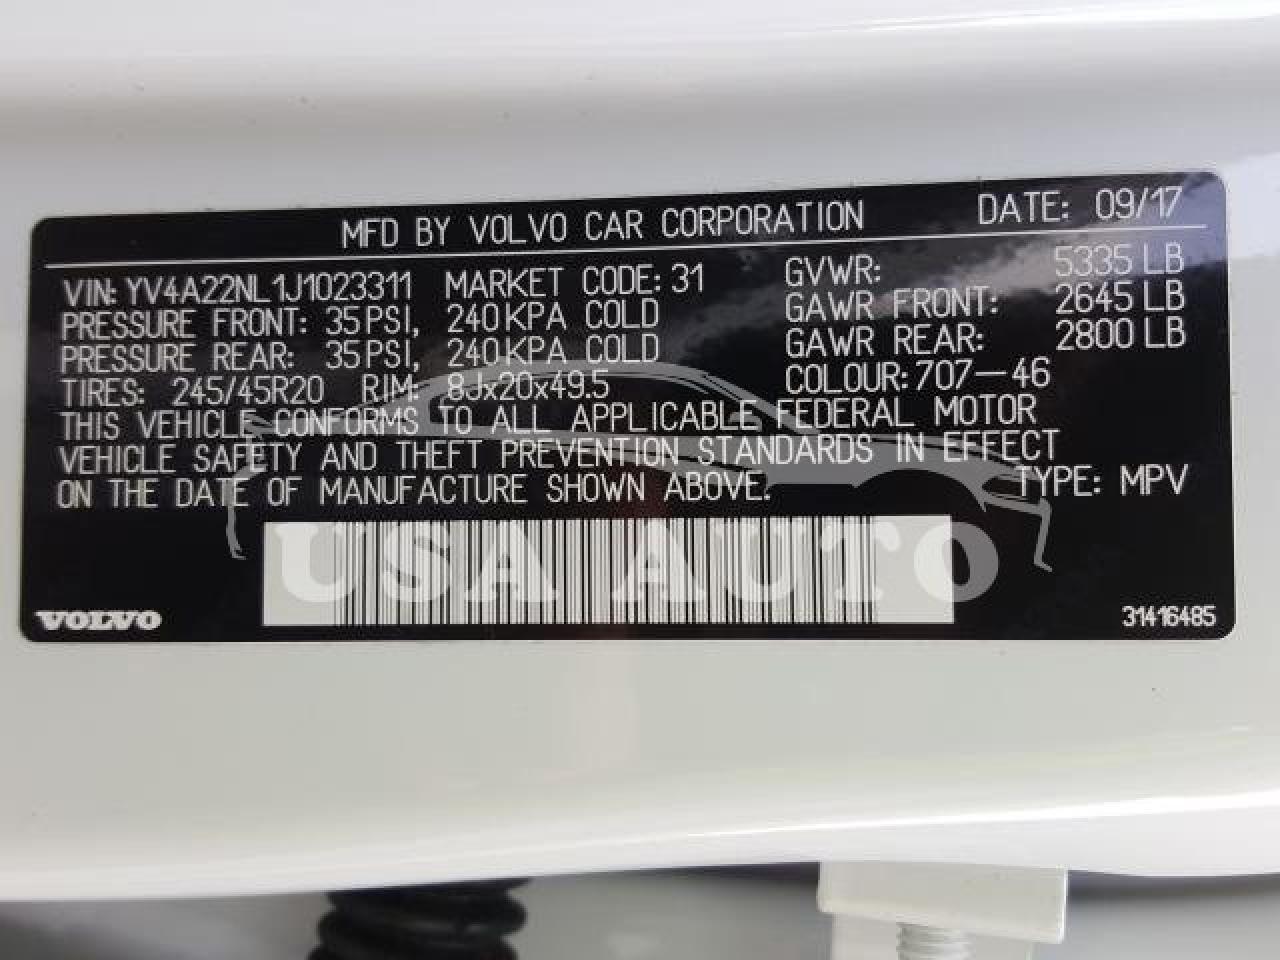 MFD BY VOLVO CAR CORPORATION DATE: 09/17
VIN: YV4A22NL1J1023311 MARKET CODE: 31 GVWR: 5335 LB
PRESSURE FRONT: 35 PSI, 240 KPA COLD GAWR FRONT: 2645 LB
PRESSURE REAR: 35 PSI, 240 KPA COLD GAWR REAR: 2800 LB
TIRES: 245/45R20 RIM: 8Jx20x49.5 COLOUR: 707-46
THIS VEHICLE CONFORMS TO ALL APPLICABLE FEDERAL MOTOR
VEHICLE SAFETY AND THEFT PREVENTION STANDARDS IN EFFECT
ON THE DATE OF MANUFACTURE SHOWN ABOVE. TYPE: MPV
USA AUTO
VOLVO 31416485